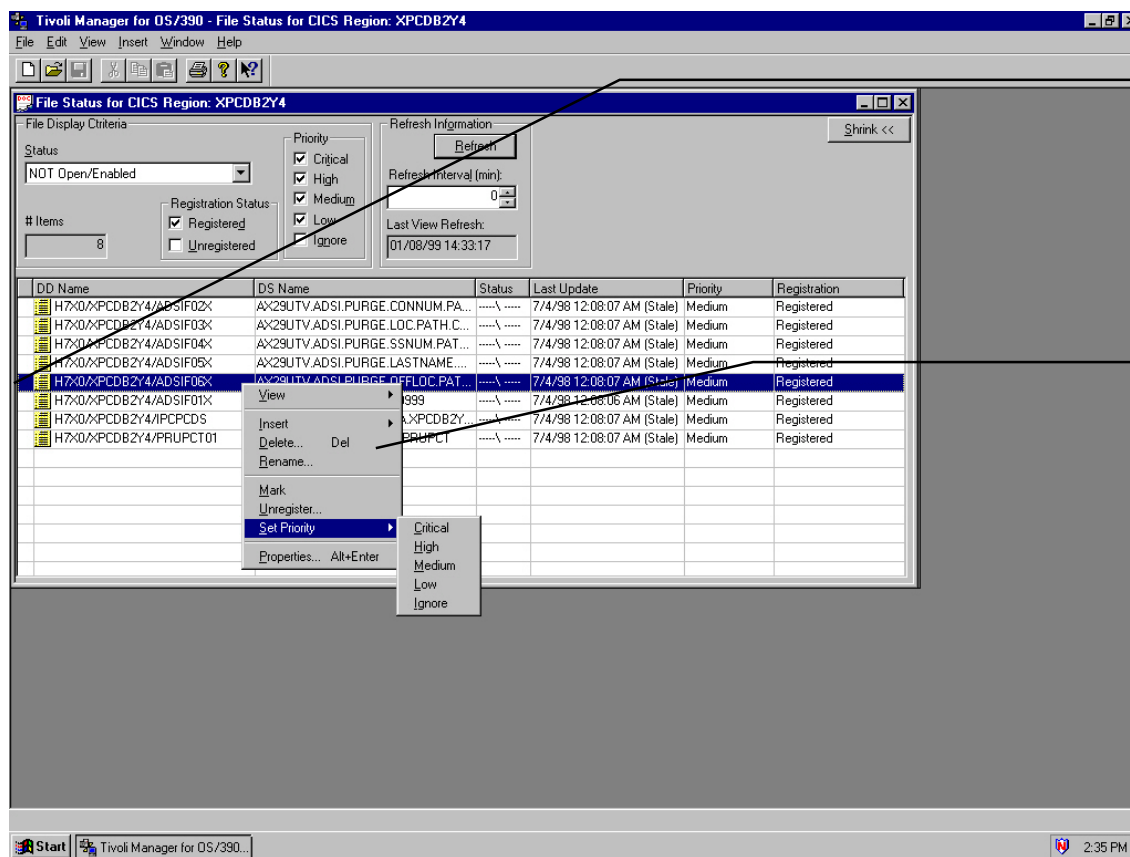 Tivoli Manager for OS/390 - File Status for CICS Region: XPCDB2Y4
File Edit View Insert Window Help
File Status for CICS Region: XPCDB2Y4
File Display Ctriteria
Status
NOT Open/Enabled
# Items
8
Registration Status
Registered
Unregistered
Priority
Critical
High
Medium
Low
Ignore
Refresh Information
Refresh
Refresh Interval (min):
0
Last View Refresh:
01/08/99 14:33:17
Shrink <<
DD Name DS Name Status Last Update Priority Registration
H7X0/XPCDB2Y4/ADSIF02X AX29UTV.ADSI.PURGE.CONNUM.PA... -----\ ----- 7/4/98 12:08:07 AM (Stale) Medium Registered
H7X0/XPCDB2Y4/ADSIF03X AX29UTV.ADSI.PURGE.LOC.PATH.C... -----\ ----- 7/4/98 12:08:07 AM (Stale) Medium Registered
H7X0/XPCDB2Y4/ADSIF04X AX29UTV.ADSI.PURGE.SSNUM.PAT... -----\ ----- 7/4/98 12:08:07 AM (Stale) Medium Registered
H7X0/XPCDB2Y4/ADSIF05X AX29UTV.ADSI.PURGE.LASTNAME.... -----\ ----- 7/4/98 12:08:07 AM (Stale) Medium Registered
H7X0/XPCDB2Y4/ADSIF06X AX29UTV.ADSI.PURGE.OFFLOC.PAT... -----\ ----- 7/4/98 12:08:07 AM (Stale) Medium Registered
H7X0/XPCDB2Y4/ADSIF01X 999 -----\ ----- 7/4/98 12:08:06 AM (Stale) Medium Registered
H7X0/XPCDB2Y4/IPCPCDS A.XPCDB2Y... -----\ ----- 7/4/98 12:08:07 AM (Stale) Medium Registered
H7X0/XPCDB2Y4/PRUPCT01 PRUPCT -----\ ----- 7/4/98 12:08:07 AM (Stale) Medium Registered
View
Insert
Delete... Del
Rename...
Mark
Unregister...
Set Priority
Properties... Alt+Enter
Critical
High
Medium
Low
Ignore
Start Tivoli Manager for OS/390... 2:35 PM